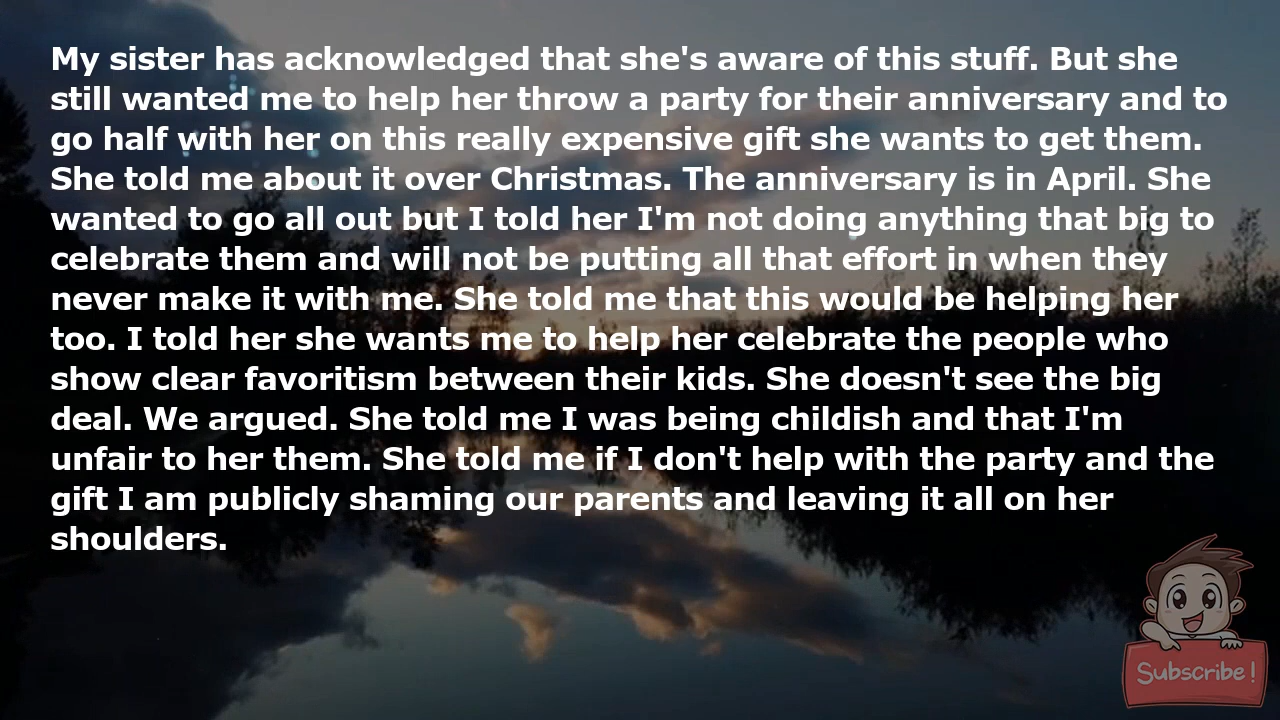 My sister has acknowledged that she's aware of this stuff. But she
still wanted me to help her throw a party for their anniversary and to
go half with her on this really expensive gift she wants to get them.
She told me about it over Christmas. The anniversary is in April. She
wanted to go all out but I told her I'm not doing anything that big to
celebrate them and will not be putting all that effort in when they
never make it with me. She told me that this would be helping her
too. I told her she wants me to help her celebrate the people who
show clear favoritism between their kids. She doesn't see the big
deal. We argued. She told me I was being childish and that I'm
unfair to her them. She told me if I don't help with the party and the
gift I am publicly shaming our parents and leaving it all on her
shoulders.
Subscribe!